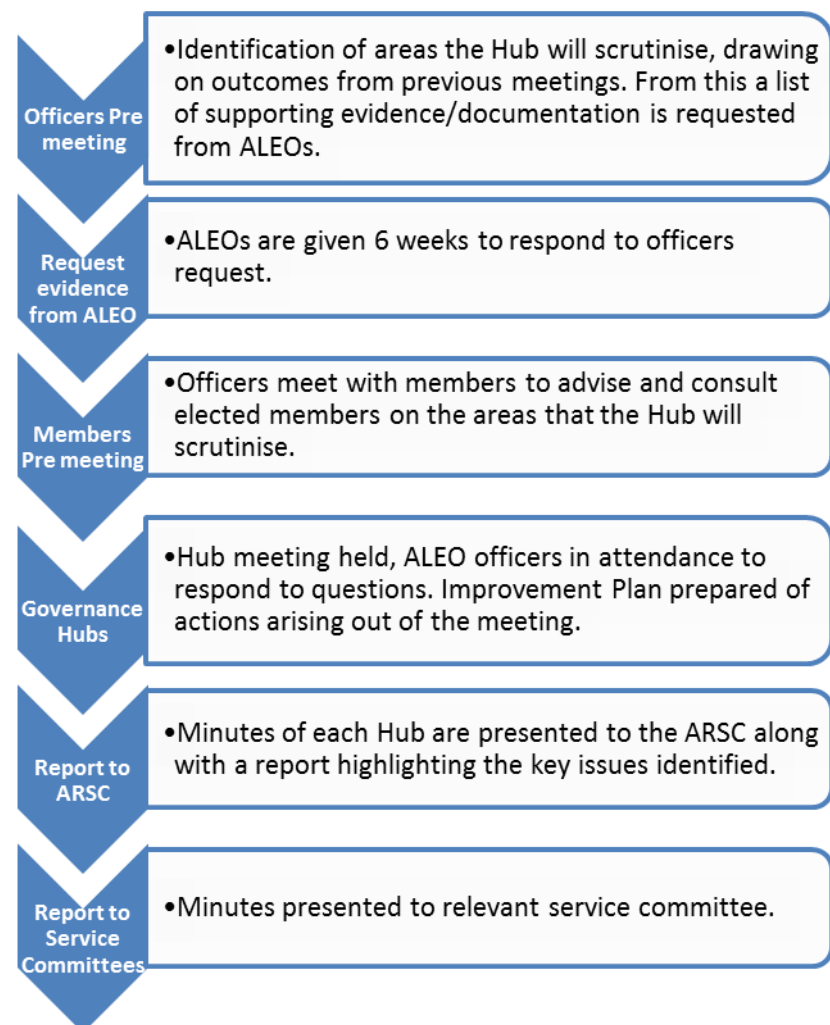 Officers Pre
meeting
•Identification of areas the Hub will scrutinise, drawing
on outcomes from previous meetings. From this a list
of supporting evidence/documentation is requested
from ALEOs.
Request
evidence
from ALEO
•ALEOs are given 6 weeks to respond to officers
request.
Members
Pre meeting
•Officers meet with members to advise and consult
elected members on the areas that the Hub will
scrutinise.
Governance
Hubs
•Hub meeting held, ALEO officers in attendance to
respond to questions. Improvement Plan prepared of
actions arising out of the meeting.
Report to
ARSC
•Minutes of each Hub are presented to the ARSC along
with a report highlighting the key issues identified.
Report to
Service
Committees
•Minutes presented to relevant service committee.